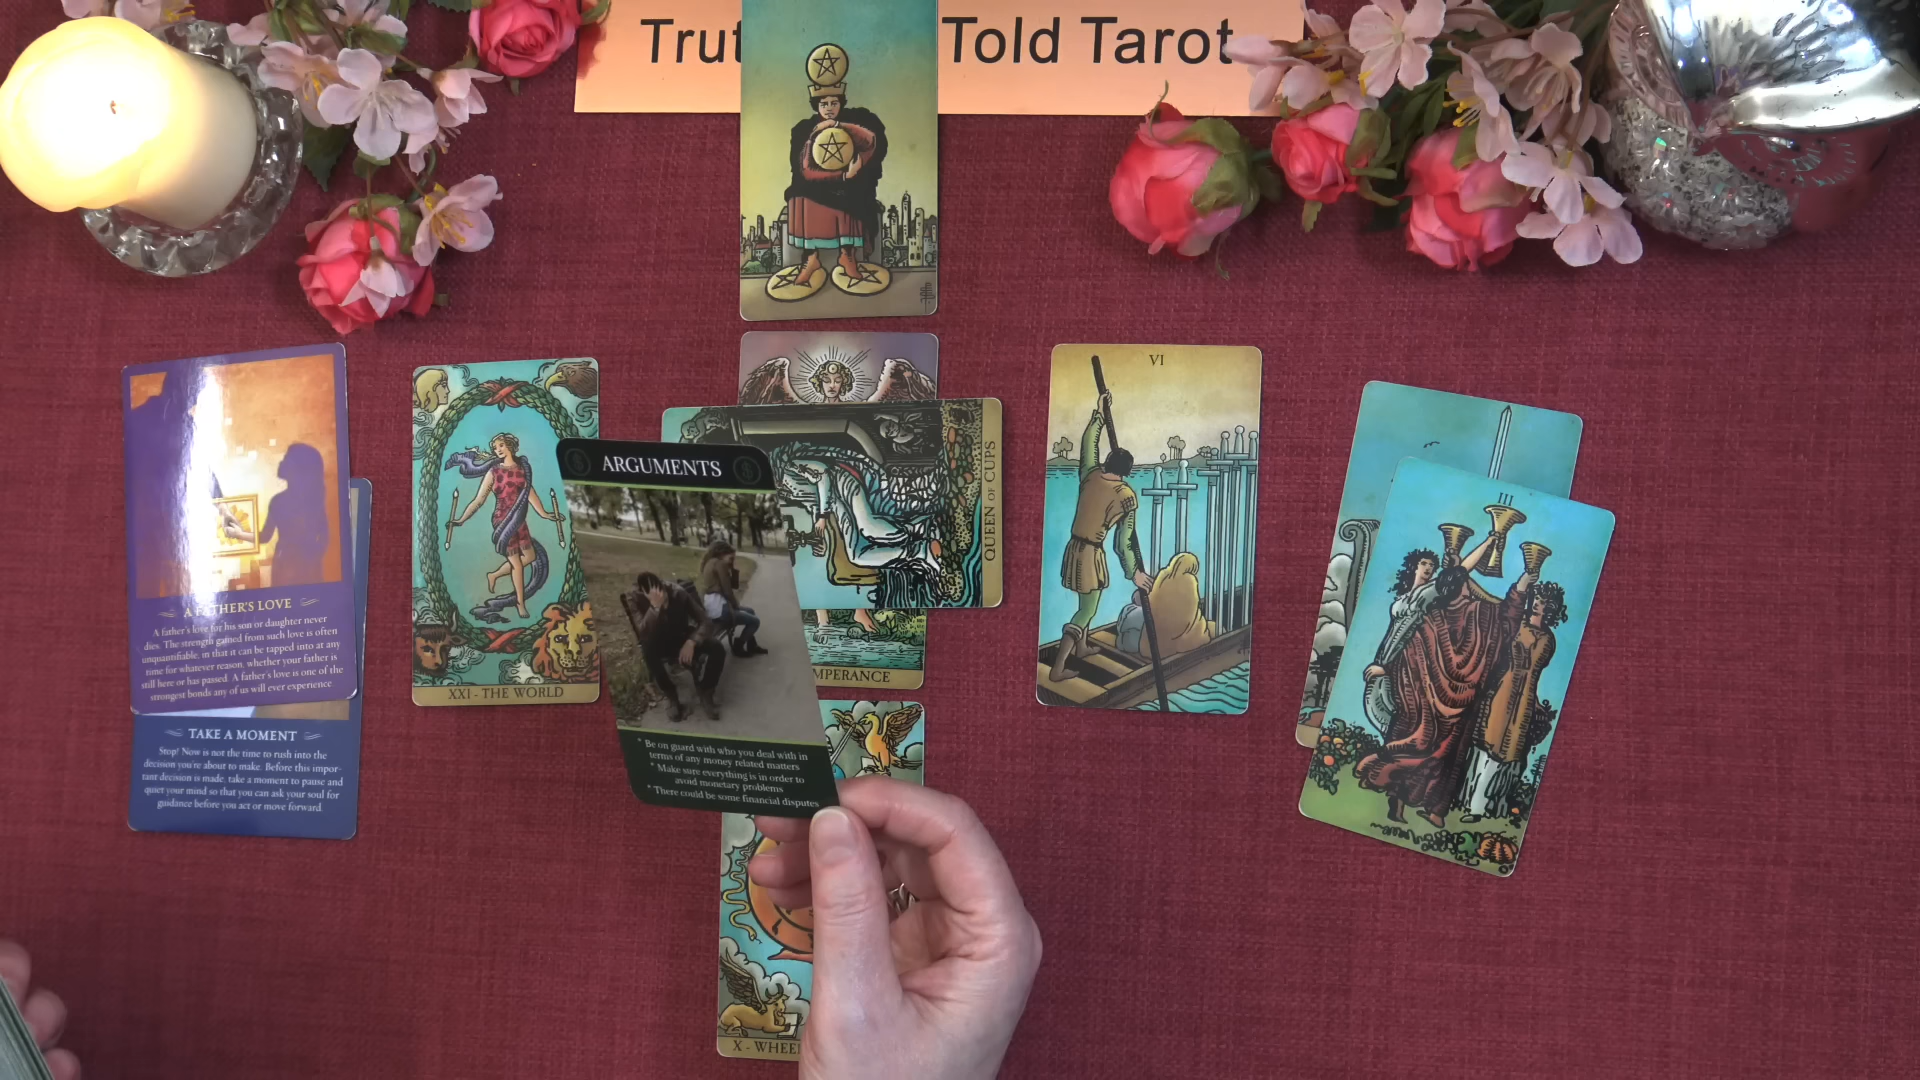 Trut Told Tarot
ARGUMENTS
* Be on guard with who you deal with in
terms of any money related matters
* Make sure everything is in order to
avoid monetary problems
* There could be some financial disputes
A FATHER'S LOVE
A father's love for his son or daughter never
dies. The strength gained from such love is often
unquantifiable, in that it can be tapped into at any
time for whatever reason, whether your father is
still here or has passed. A father's love is one of the
strongest bonds any of us will ever experience
TAKE A MOMENT
Stop! Now is not the time to rush into the
decision you're about to make. Before this impor-
tant decision is made, take a moment to pause and
quiet your mind so that you can ask your soul for
guidance before you act or move forward.
XXI - THE WORLD
QUEEN OF CUPS
MPERANCE
X - WHEE
VI
III